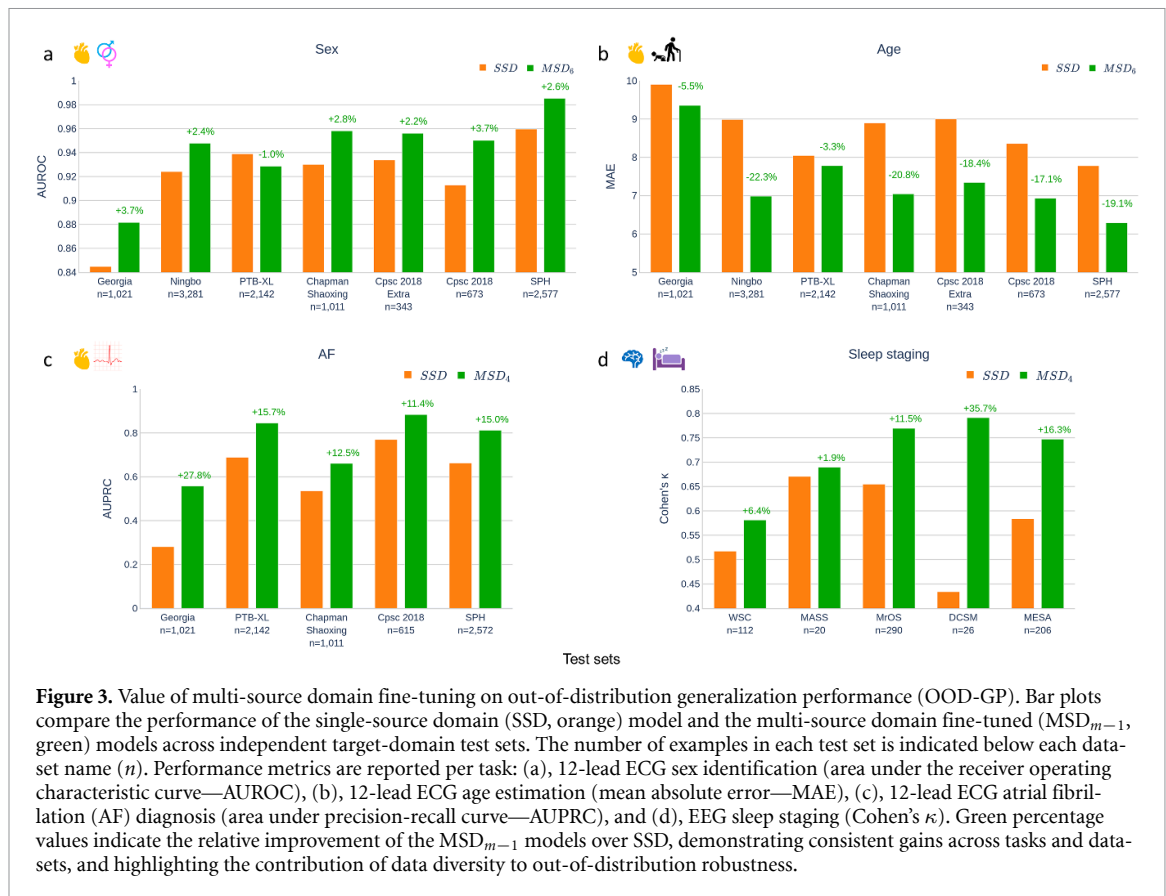 a
Sex
SSD MSD₆
AUROC
1
0.98
0.96
0.94
0.92
0.9
0.88
0.86
0.84
+3.7%
+2.4%
-1.0%
+2.8%
+2.2%
+3.7%
+2.6%
Georgia
n=1,021
Ningbo
n=3,281
PTB-XL
n=2,142
Chapman
Shaoxing
n=1,011
Cpsc 2018
Extra
n=343
Cpsc 2018
n=673
SPH
n=2,577
b
Age
SSD MSD₆
MAE
10
9
8
7
6
5
-5.5%
-22.3%
-3.3%
-20.8%
-18.4%
-17.1%
-19.1%
Georgia
n=1,021
Ningbo
n=3,281
PTB-XL
n=2,142
Chapman
Shaoxing
n=1,011
Cpsc 2018
Extra
n=343
Cpsc 2018
n=673
SPH
n=2,577
c
AF
SSD MSD₄
AUPRC
1
0.8
0.6
0.4
0.2
0
+27.8%
+15.7%
+12.5%
+11.4%
+15.0%
Georgia
n=1,021
PTB-XL
n=2,142
Chapman
Shaoxing
n=1,011
Cpsc 2018
n=615
SPH
n=2,572
d
Sleep staging
SSD MSD₄
Cohen's κ
0.85
0.8
0.75
0.7
0.65
0.6
0.55
0.5
0.45
0.4
+6.4%
+1.9%
+11.5%
+35.7%
+16.3%
WSC
n=112
MASS
n=20
MrOS
n=290
DCSM
n=26
MESA
n=206
Test sets
Figure 3. Value of multi-source domain fine-tuning on out-of-distribution generalization performance (OOD-GP). Bar plots
compare the performance of the single-source domain (SSD, orange) model and the multi-source domain fine-tuned (MSDₘ₋₁,
green) models across independent target-domain test sets. The number of examples in each test set is indicated below each data-
set name (n). Performance metrics are reported per task: (a), 12-lead ECG sex identification (area under the receiver operating
characteristic curve—AUROC), (b), 12-lead ECG age estimation (mean absolute error—MAE), (c), 12-lead ECG atrial fibril-
lation (AF) diagnosis (area under precision-recall curve—AUPRC), and (d), EEG sleep staging (Cohen's κ). Green percentage
values indicate the relative improvement of the MSDₘ₋₁ models over SSD, demonstrating consistent gains across tasks and data-
sets, and highlighting the contribution of data diversity to out-of-distribution robustness.